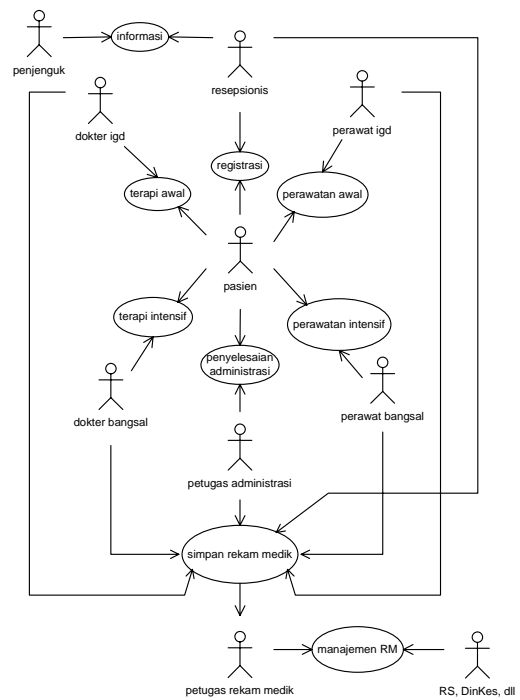 informasi
penjenguk
resepsionis
dokter igd
perawat igd
registrasi
terapi awal
perawatan awal
pasien
terapi intensif
perawatan intensif
penyelesaian
administrasi
dokter bangsal
perawat bangsal
petugas administrasi
simpan rekam medik
manajemen RM
petugas rekam medik
RS, DinKes, dll